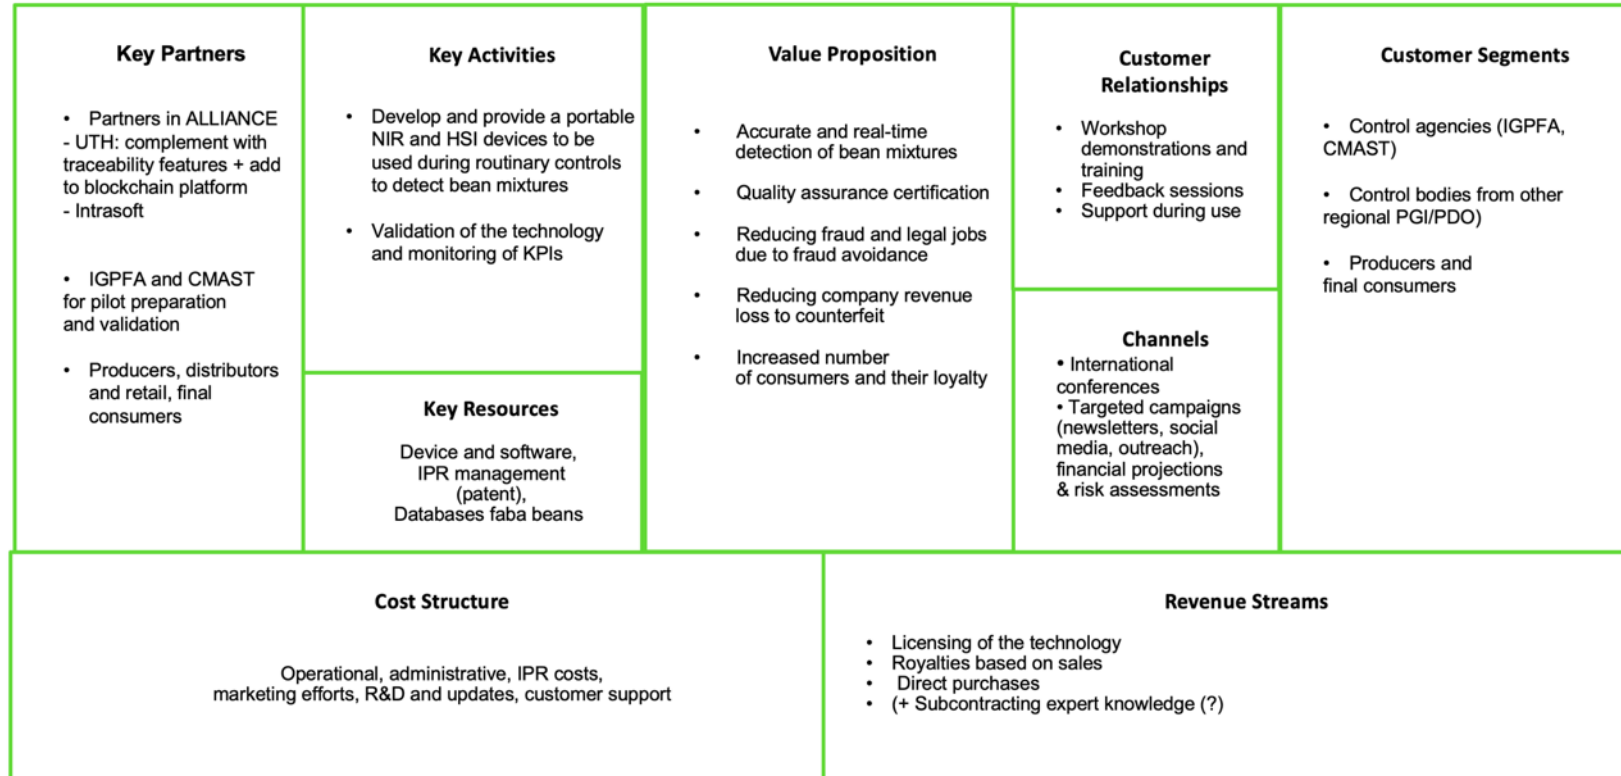 Key Partners
• Partners in ALLIANCE
- UTH: complement with
traceability features + add
to blockchain platform
- Intrasoft
• IGPFA and CMAST
for pilot preparation
and validation
• Producers, distributors
and retail, final
consumers
Key Activities
• Develop and provide a portable
NIR and HSI devices to be
used during routinary controls
to detect bean mixtures
• Validation of the technology
and monitoring of KPIs
Key Resources
Device and software,
IPR management
(patent),
Databases faba beans
Value Proposition
• Accurate and real-time
detection of bean mixtures
• Quality assurance certification
• Reducing fraud and legal jobs
due to fraud avoidance
• Reducing company revenue
loss to counterfeit
• Increased number
of consumers and their loyalty
Customer
Relationships
• Workshop
demonstrations and
training
• Feedback sessions
• Support during use
Channels
• International
conferences
• Targeted campaigns
(newsletters, social
media, outreach),
financial projections
& risk assessments
Customer Segments
• Control agencies (IGPFA,
CMAST)
• Control bodies from other
regional PGI/PDO)
• Producers and
final consumers
Cost Structure
Operational, administrative, IPR costs,
marketing efforts, R&D and updates, customer support
Revenue Streams
• Licensing of the technology
• Royalties based on sales
• Direct purchases
• (+ Subcontracting expert knowledge (?)